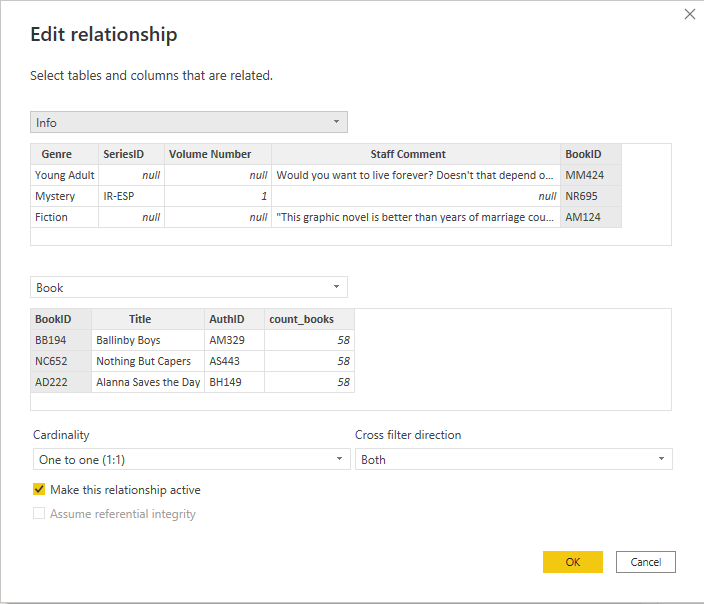 Edit relationship
Select tables and columns that are related.
Info
Genre SeriesID Volume Number Staff Comment BookID
Young Adult null null Would you want to live forever? Doesn't that depend o... MM424
Mystery IR-ESP 1 null NR695
Fiction null null "This graphic novel is better than years of marriage cou... AM124
Book
BookID Title AuthID count_books
BB194 Ballinby Boys AM329 58
NC652 Nothing But Capers AS443 58
AD222 Alanna Saves the Day BH149 58
Cardinality Cross filter direction
One to one (1:1) Both
Make this relationship active
Assume referential integrity
OK Cancel